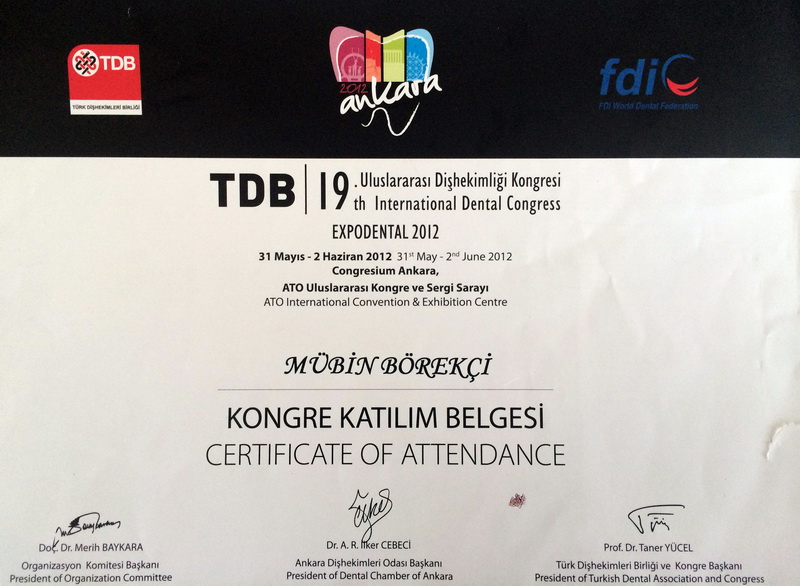 TDB
TÜRK DİŞHEKİMLERİ BİRLİĞİ
2012
ankara
fdi
FDI World Dental Federation
TDB 19. Uluslararası Dişhekimliği Kongresi
th International Dental Congress
EXPODENTAL 2012
31 Mayıs - 2 Haziran 2012 31st May - 2nd June 2012
Congresium Ankara,
ATO Uluslararası Kongre ve Sergi Sarayı
ATO International Convention & Exhibition Centre
MÜBİN BÖREKÇİ
KONGRE KATILIM BELGESİ
CERTIFICATE OF ATTENDANCE
Doç. Dr. Merih BAYKARA
Organizasyon Komitesi Başkanı
President of Organization Committee
Dr. A. R. İlker CEBECİ
Ankara Dişhekimleri Odası Başkanı
President of Dental Chamber of Ankara
Prof. Dr. Taner YÜCEL
Türk Dişhekimleri Birliği ve Kongre Başkanı
President of Turkish Dental Association and Congress